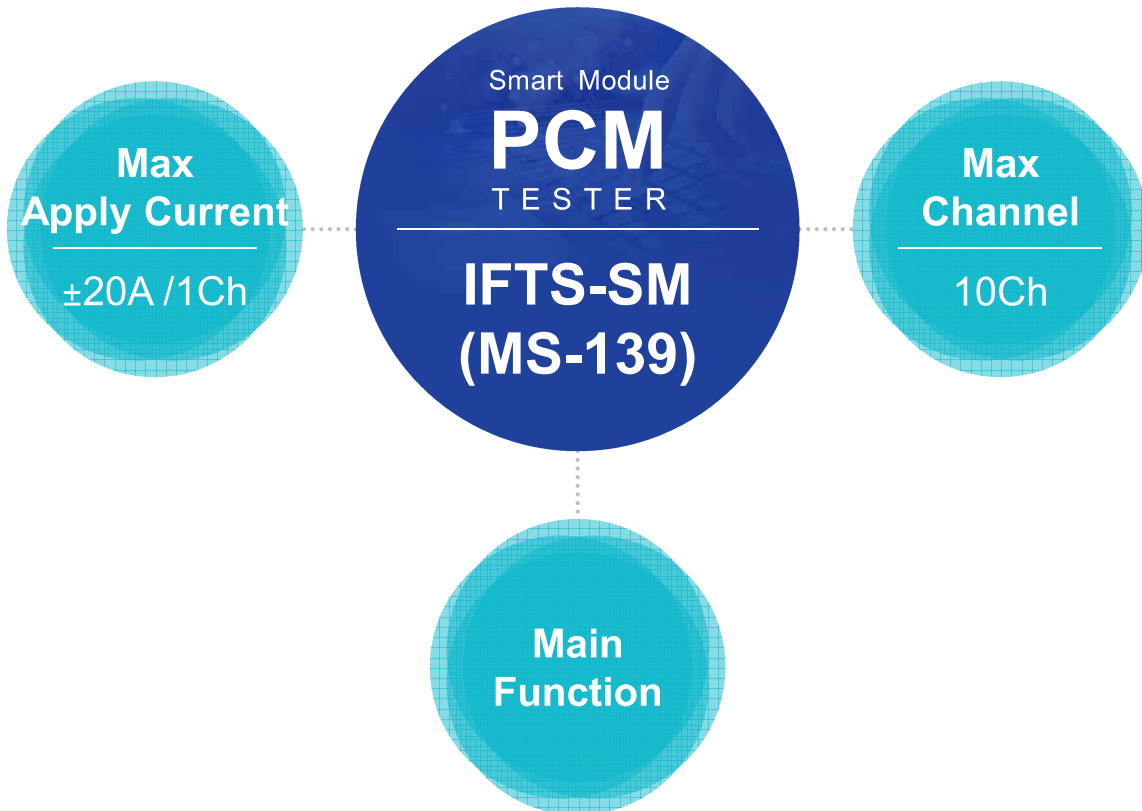 Smart Module
PCM
TESTER
IFTS-SM
(MS-139)
Max
Apply Current
±20A /1Ch
Max
Channel
10Ch
Main
Function